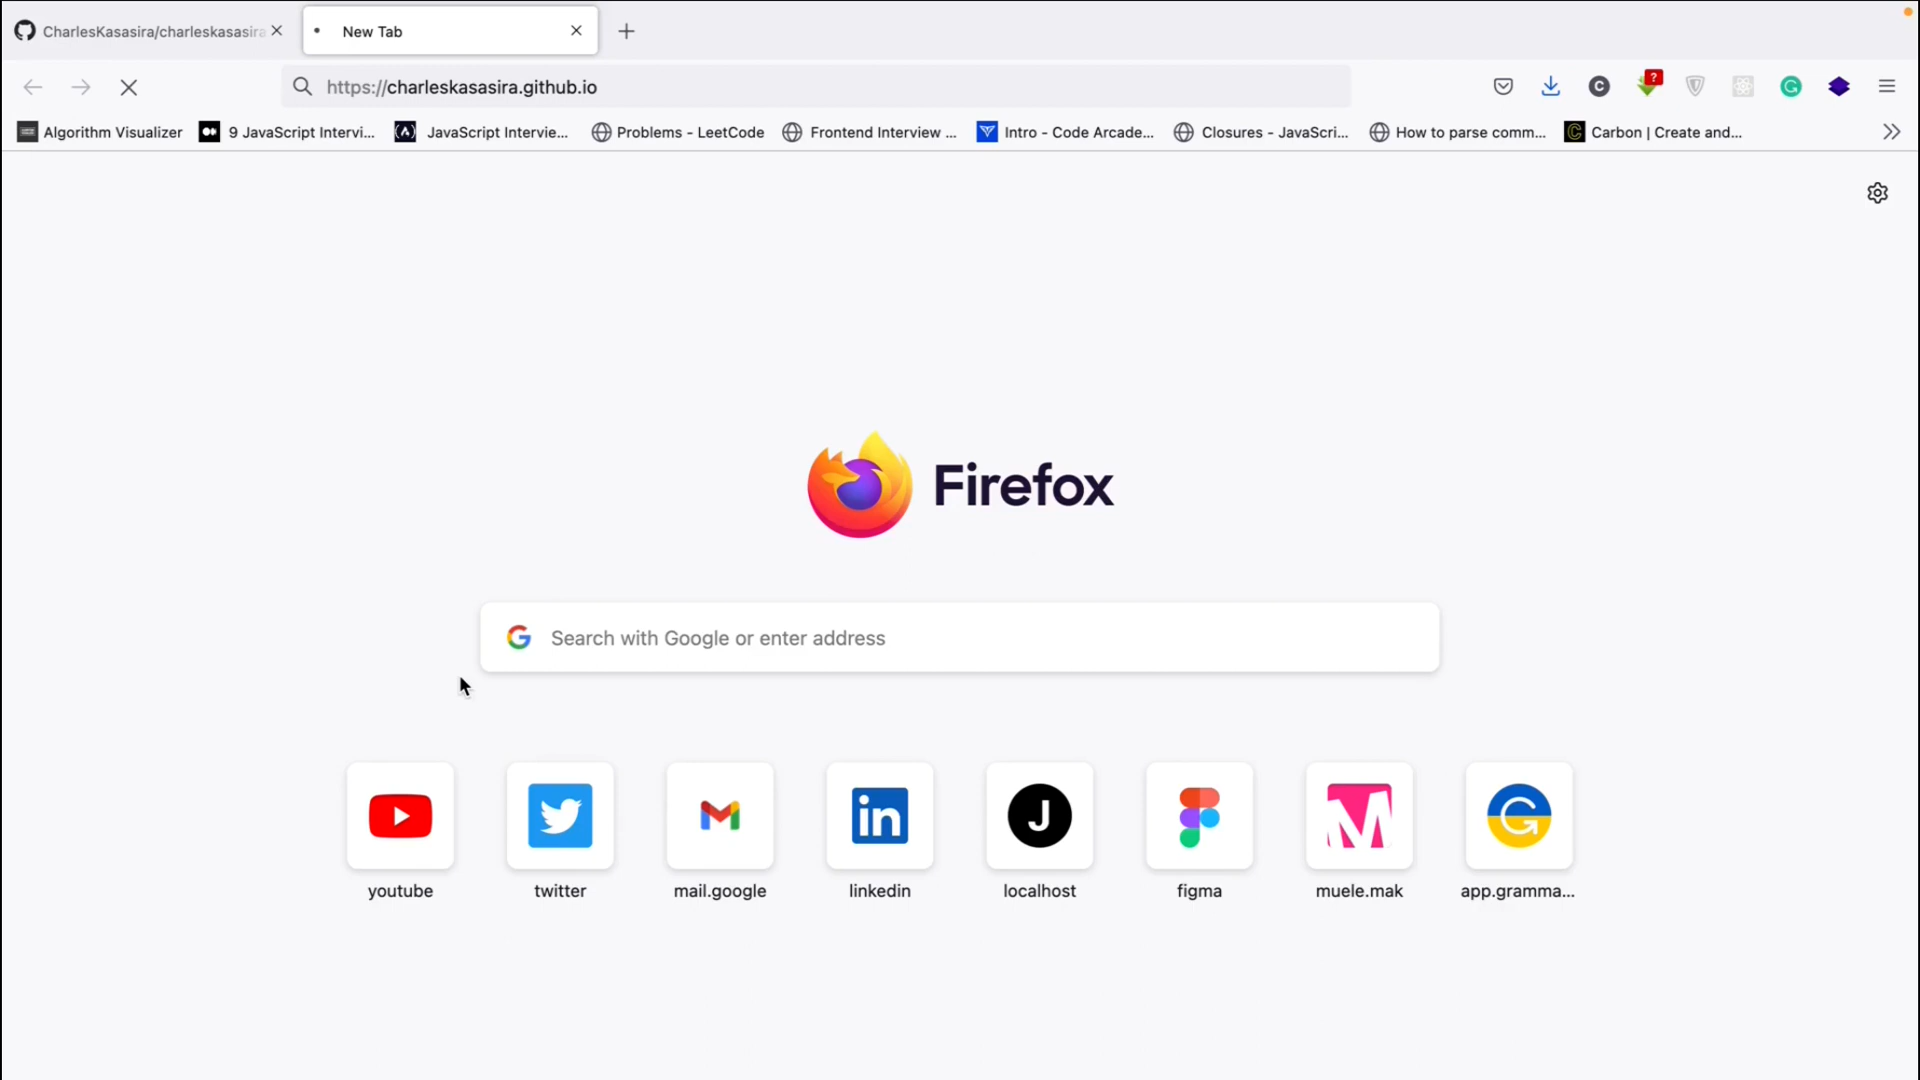 CharlesKasasira/charleskasasira
New Tab
https://charleskasasira.github.io
?
Algorithm Visualizer
9 JavaScript Intervi...
JavaScript Intervie...
Problems - LeetCode
Frontend Interview ...
Intro - Code Arcade...
Closures - JavaScri...
How to parse comm...
Carbon | Create and...
Firefox
Search with Google or enter address
in
J
youtube
twitter
mail.google
linkedin
localhost
figma
muele.mak
app.gramma...